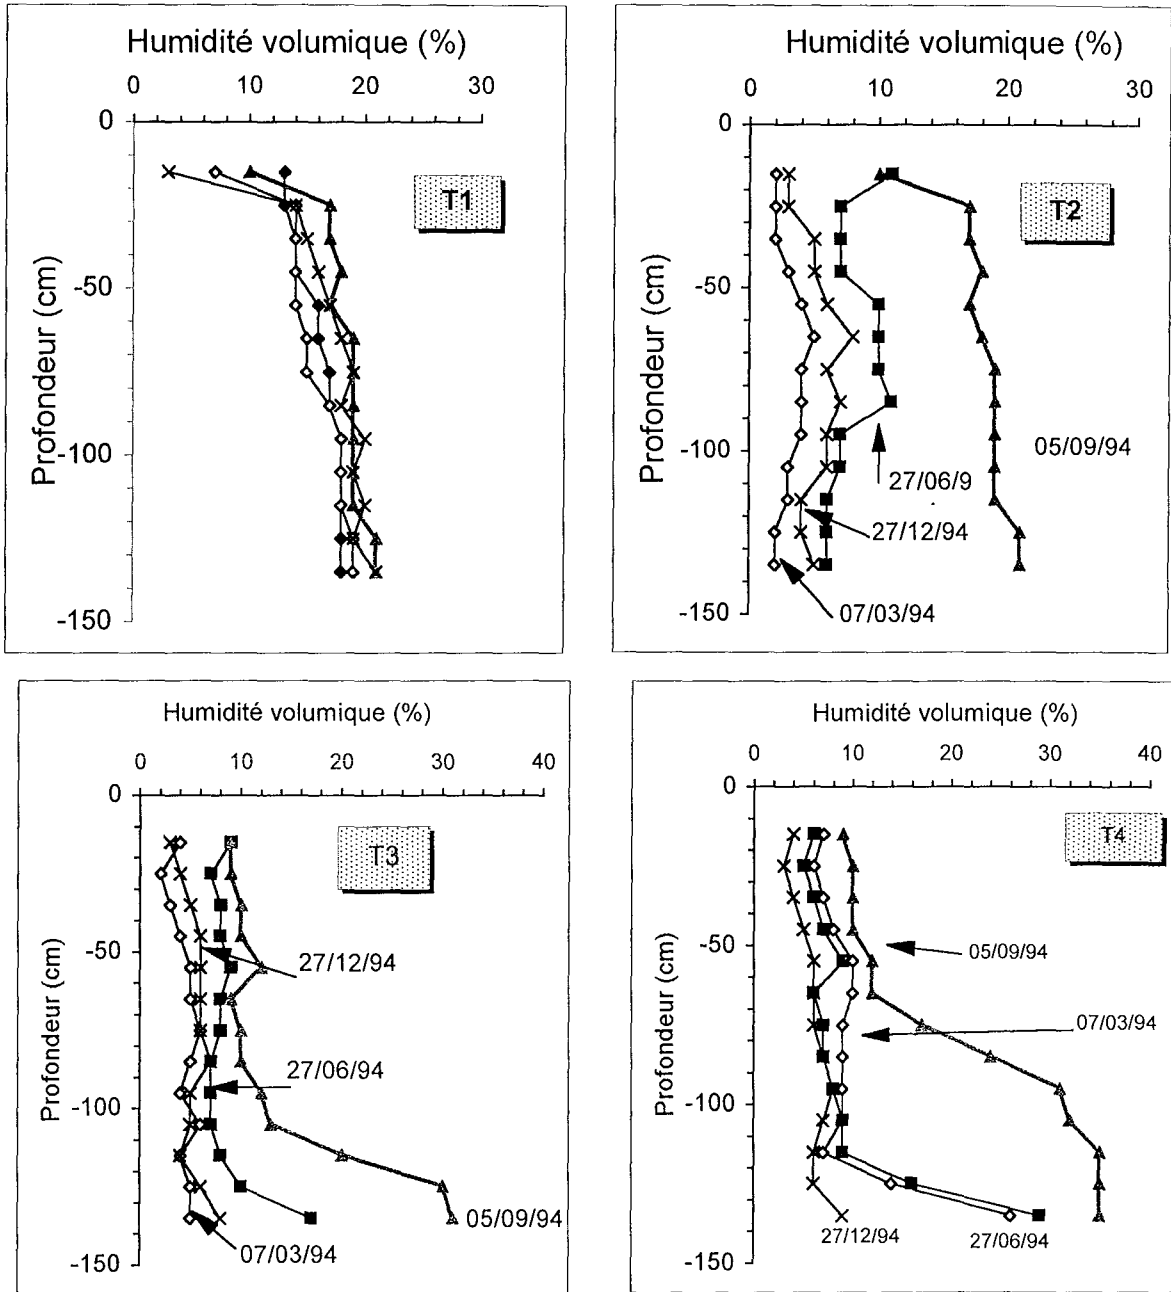 Humidité volumique (%)
0 10 20 30
0
-50
-100
-150
Profondeur (cm)
T1
Humidité volumique (%)
0 10 20 30
0
-50
-100
-150
Profondeur (cm)
T2
05/09/94
27/06/9
27/12/94
07/03/94
Humidité volumique (%)
0 10 20 30 40
0
-50
-100
-150
Profondeur (cm)
T3
27/12/94
27/06/94
05/09/94
07/03/94
Humidité volumique (%)
0 10 20 30 40
0
-50
-100
-150
Profondeur (cm)
T4
05/09/94
07/03/94
27/12/94
27/06/94